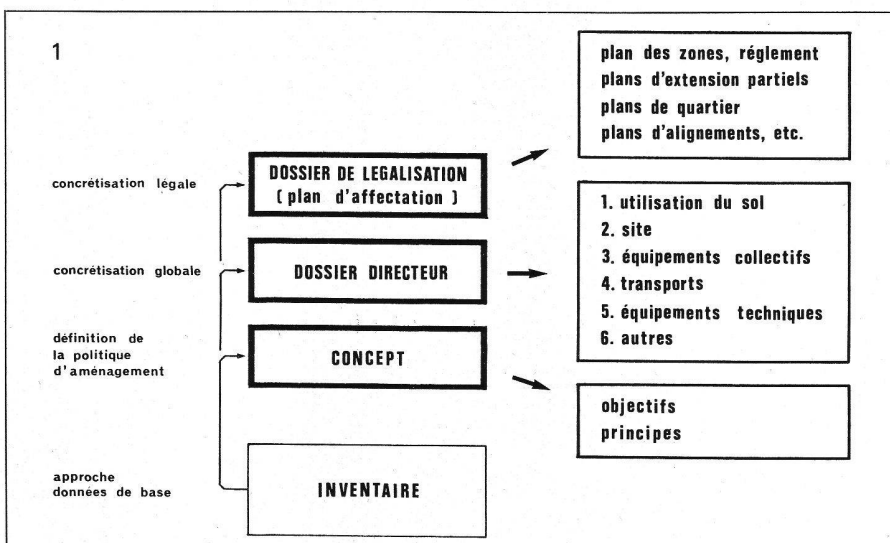 1
concrétisation légale
DOSSIER DE LEGALISATION
( plan d'affectation )
plan des zones, réglement
plans d'extension partiels
plans de quartier
plans d'alignements, etc.
concrétisation globale
DOSSIER DIRECTEUR
1. utilisation du sol
2. site
3. équipements collectifs
4. transports
5. équipements techniques
6. autres
définition de
la politique
d'aménagement
CONCEPT
objectifs
principes
approche
données de base
INVENTAIRE